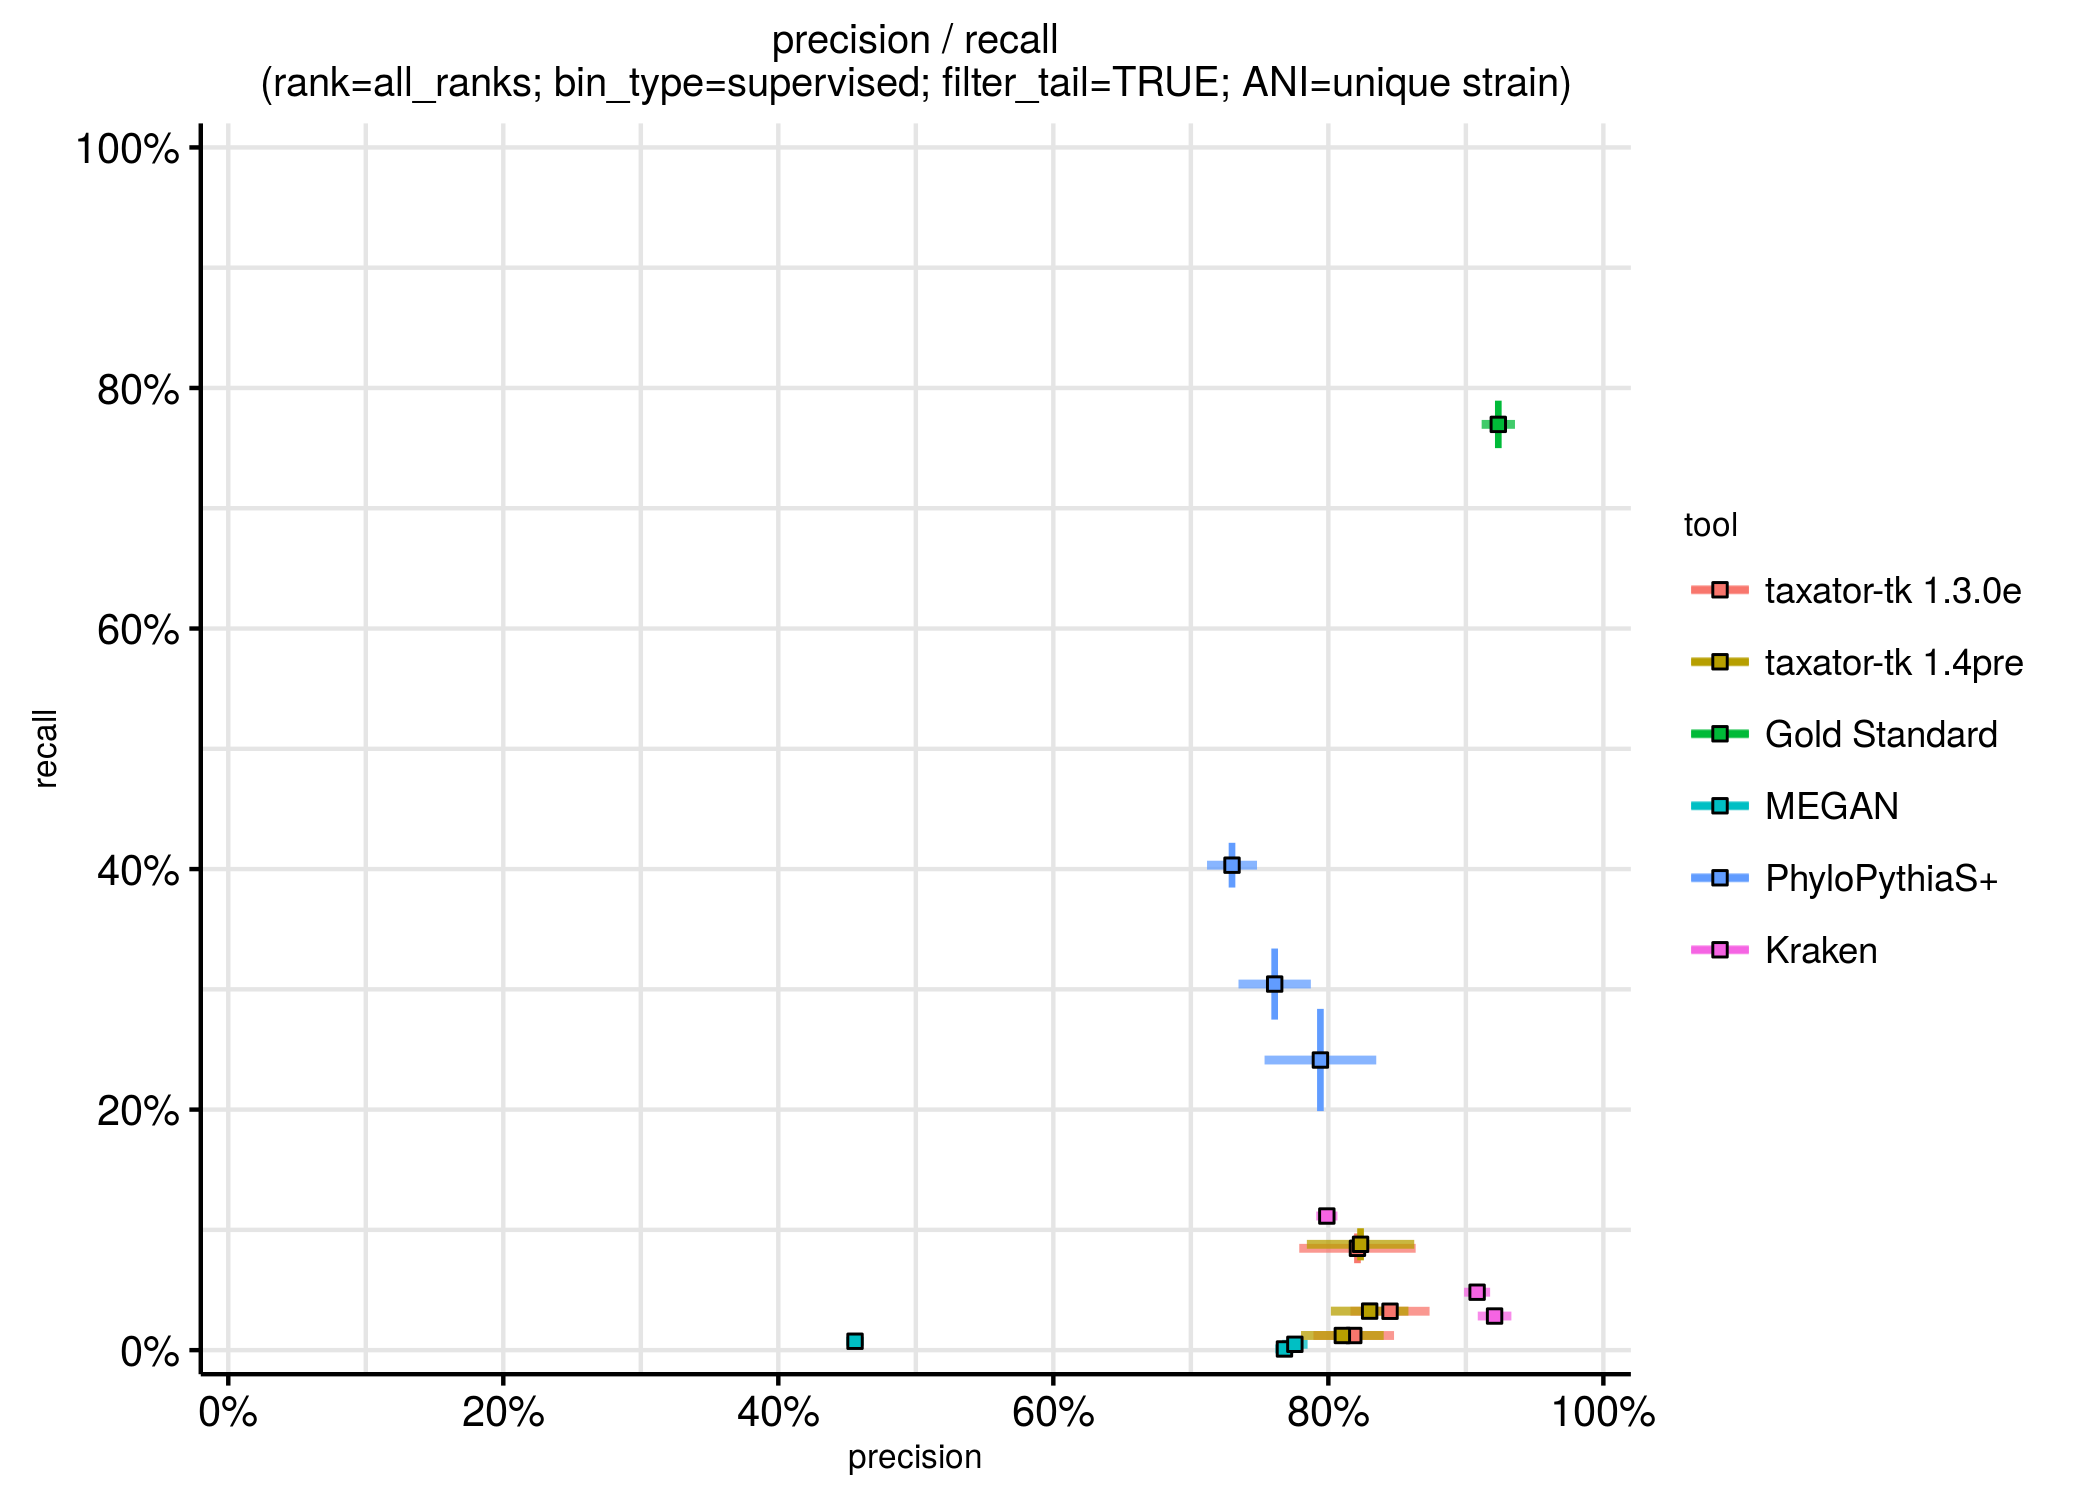 precision / recall
(rank=all_ranks; bin_type=supervised; filter_tail=TRUE; ANI=unique strain)
100%
80%
60%
40%
20%
0%
recall
0%
20%
40%
60%
80%
100%
precision
tool
taxator-tk 1.3.0e
taxator-tk 1.4pre
Gold Standard
MEGAN
PhyloPythiaS+
Kraken